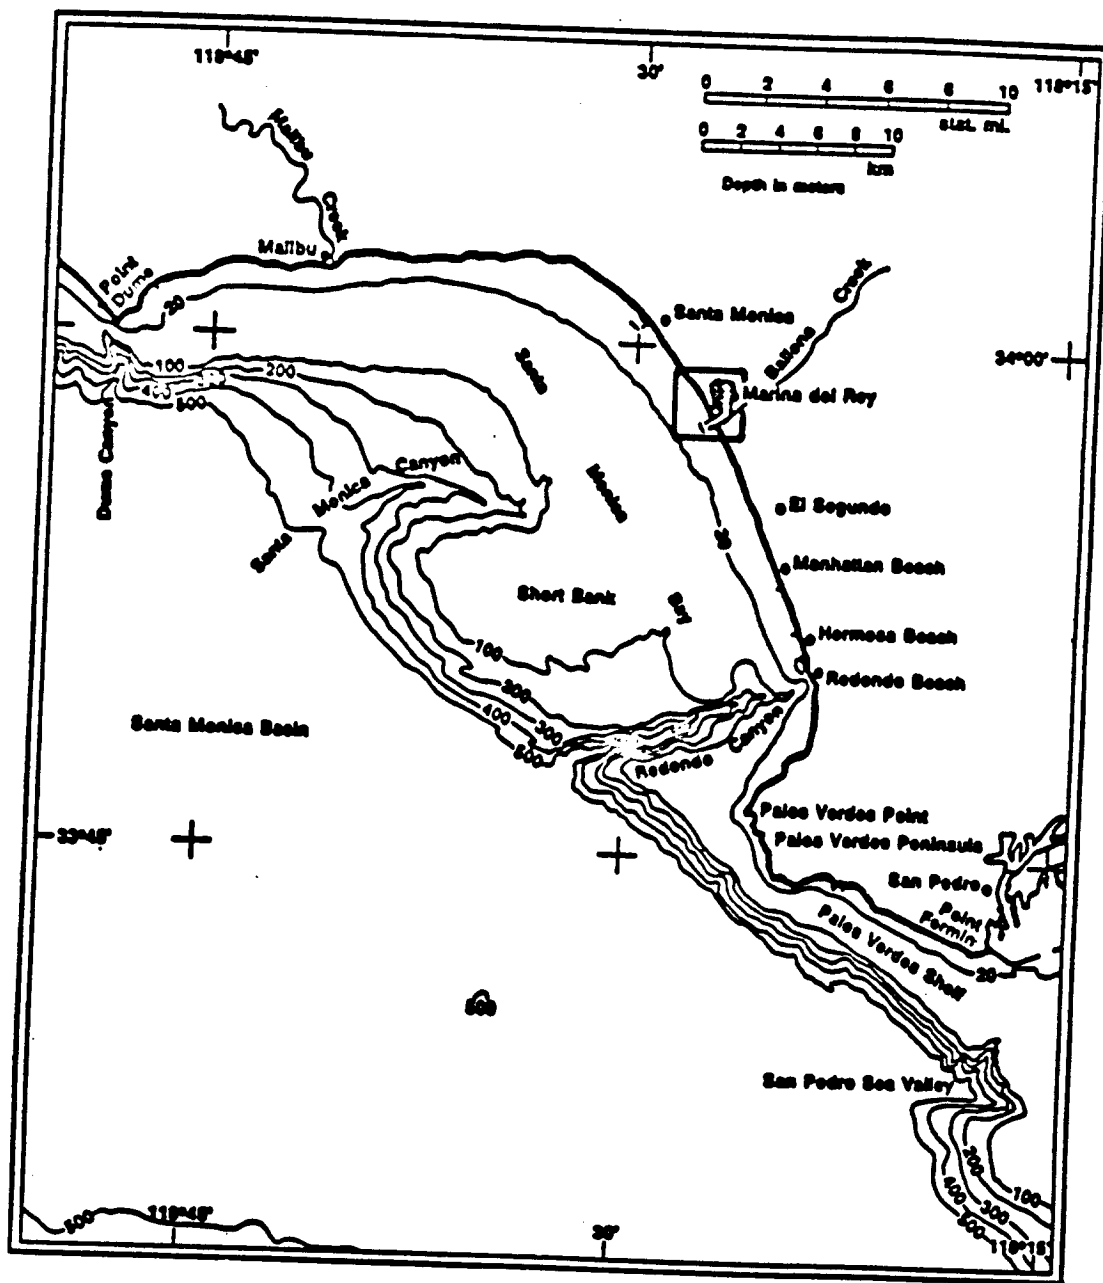 118°45'
30'
118°15'
0 2 4 6 8 10
stat. mi.
0 2 4 6 8 10
km
Depth in meters
Malibu
Creek
Malibu
Point
Dume
20
Santa Monica
Ballona
Creek
34°00'
Marina del Rey
100
200
400
500
Dume Canyon
Santa
Monica
Bay
Santa Monica Canyon
El Segundo
20
Manhattan Beach
Short Bank
Hermosa Beach
Redondo Beach
100
200
300
400
500
Santa Monica Basin
Redondo Canyon
33°45'
Palos Verdes Point
Palos Verdes Peninsula
San Pedro
Point
Fermin
Palos Verdes Shelf
20
500
San Pedro Sea Valley
200
100
400
300
500
500
118°45'
30'
118°15'